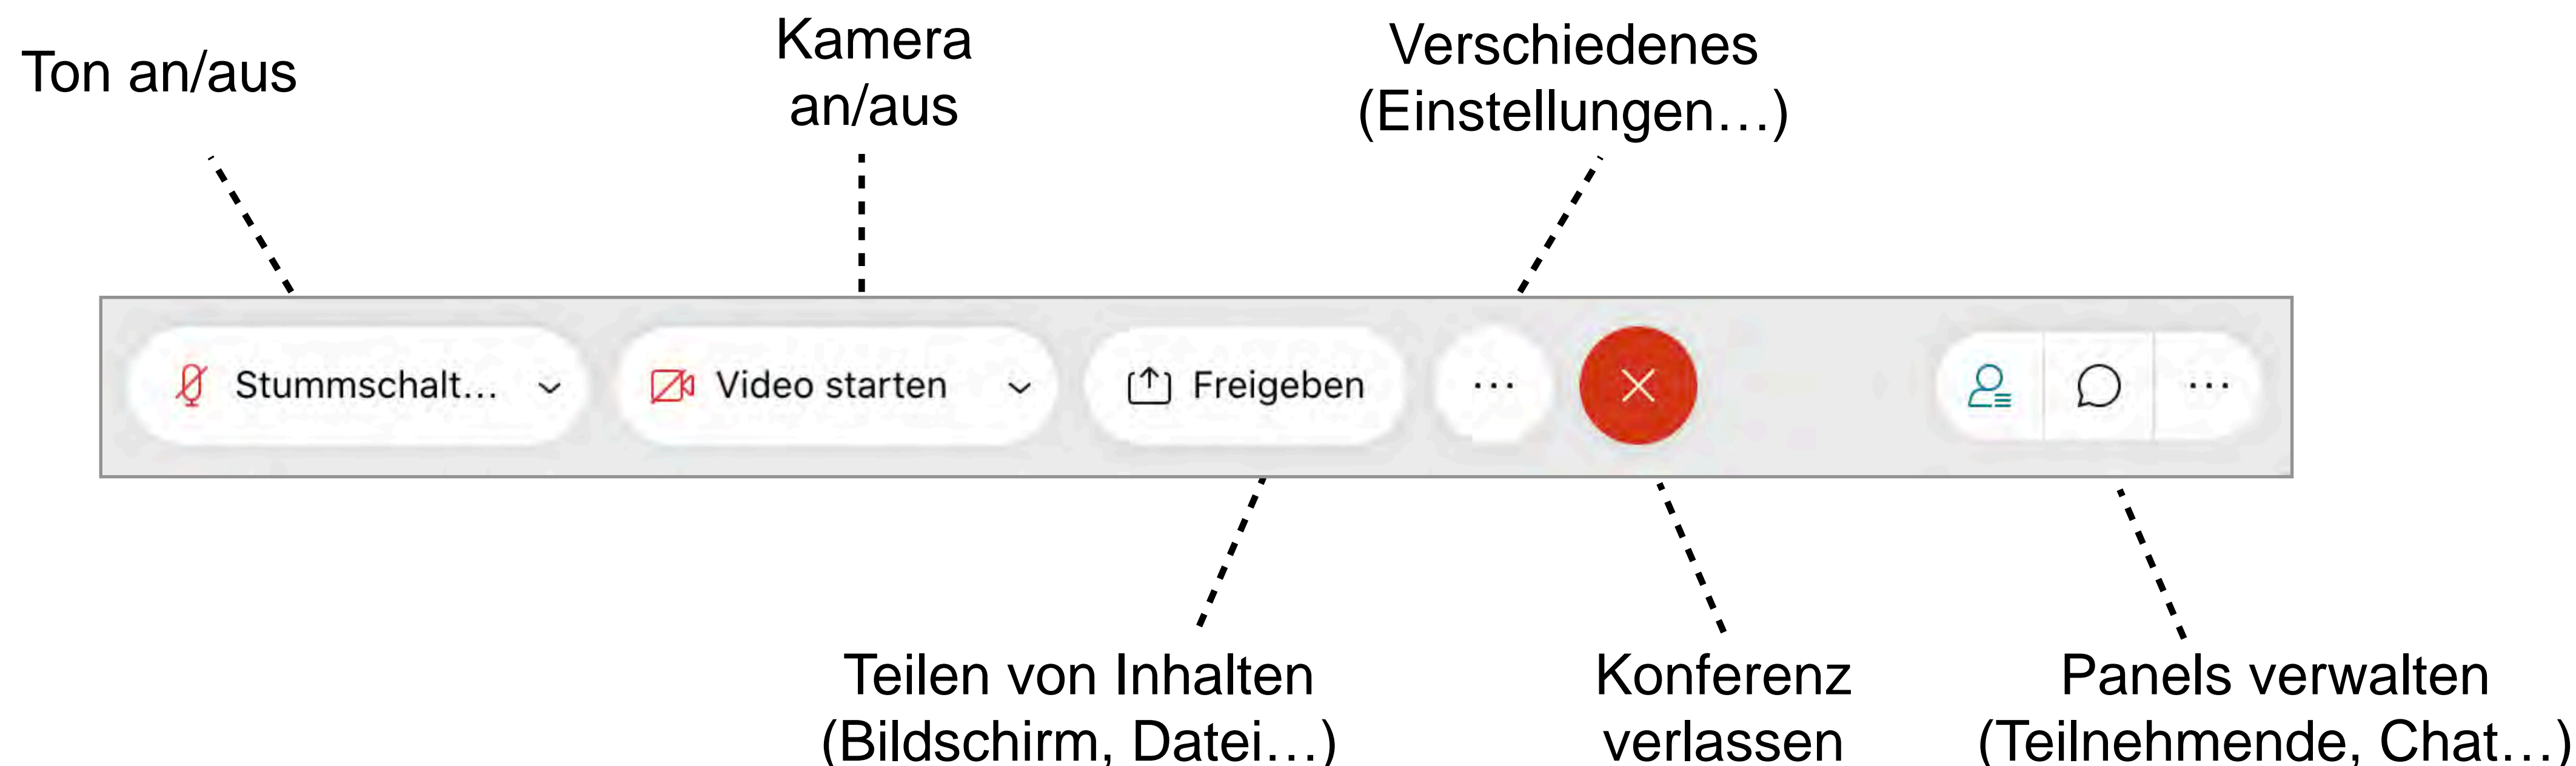 Ton an/aus
Kamera
an/aus
Verschiedenes
(Einstellungen…)
Stummschalt...
Video starten
Freigeben
Teilen von Inhalten
(Bildschirm, Datei…)
Konferenz
verlassen
Panels verwalten
(Teilnehmende, Chat…)